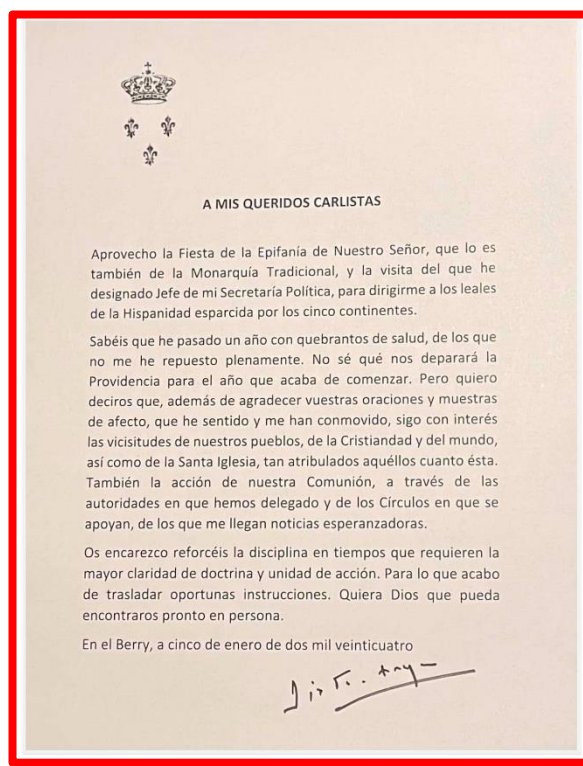 A MIS QUERIDOS CARLISTAS
Aprovecho la Fiesta de la Epifanía de Nuestro Señor, que lo es
también de la Monarquía Tradicional, y la visita del que he
designado Jefe de mi Secretaría Política, para dirigirme a los leales
de la Hispanidad esparcida por los cinco continentes.
Sabéis que he pasado un año con quebrantos de salud, de los que
no me he repuesto plenamente. No sé qué nos deparará la
Providencia para el año que acaba de comenzar. Pero quiero
deciros que, además de agradecer vuestras oraciones y muestras
de afecto, que he sentido y me han conmovido, sigo con interés
las vicisitudes de nuestros pueblos, de la Cristiandad y del mundo,
así como de la Santa Iglesia, tan atribulados aquéllos cuanto ésta.
También la acción de nuestra Comunión, a través de las
autoridades en que hemos delegado y de los Círculos en que se
apoyan, de los que me llegan noticias esperanzadoras.
Os encarezco reforcéis la disciplina en tiempos que requieren la
mayor claridad de doctrina y unidad de acción. Para lo que acabo
de trasladar oportunas instrucciones. Quiera Dios que pueda
encontraros pronto en persona.
En el Berry, a cinco de enero de dos mil veinticuatro